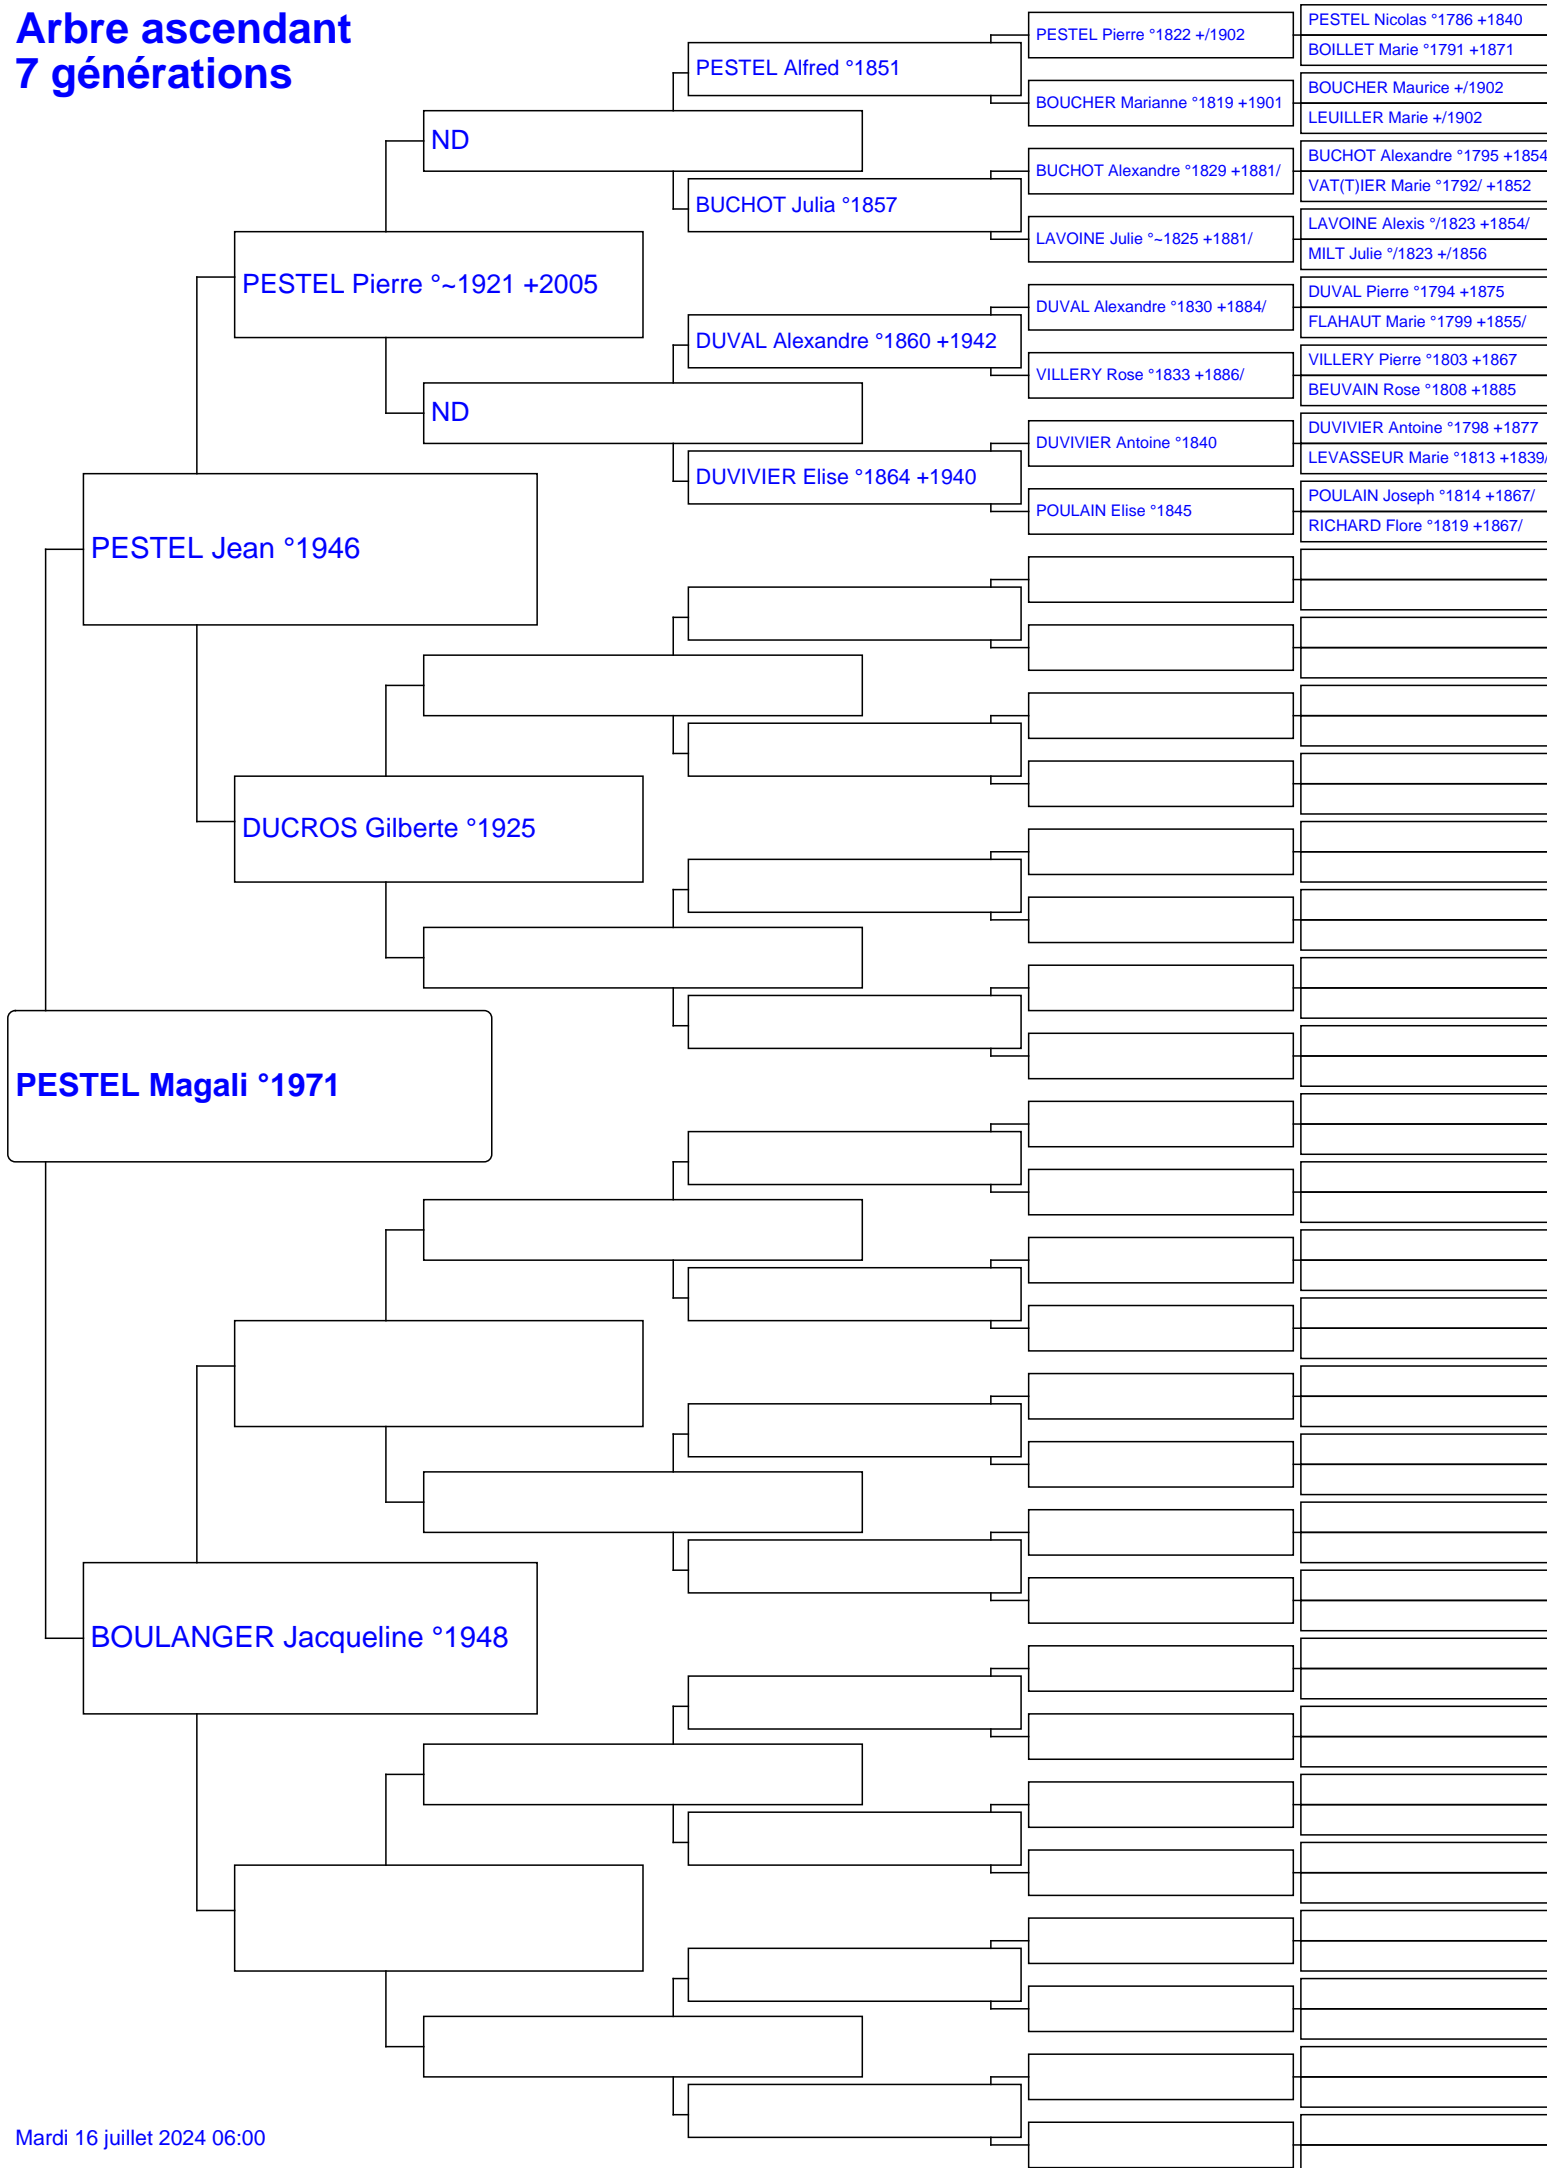 Arbre ascendant
7 générations
PESTEL Magali °1971
PESTEL Jean °1946
BOULANGER Jacqueline °1948
PESTEL Pierre °~1921 +2005
DUCROS Gilberte °1925
ND
ND
PESTEL Alfred °1851
BUCHOT Julia °1857
DUVAL Alexandre °1860 +1942
DUVIVIER Elise °1864 +1940
PESTEL Pierre °1822 +/1902
BOUCHER Marianne °1819 +1901
BUCHOT Alexandre °1829 +1881/
LAVOINE Julie °~1825 +1881/
DUVAL Alexandre °1830 +1884/
VILLERY Rose °1833 +1886/
DUVIVIER Antoine °1840
POULAIN Elise °1845
PESTEL Nicolas °1786 +1840
BOILLET Marie °1791 +1871
BOUCHER Maurice +/1902
LEUILLER Marie +/1902
BUCHOT Alexandre °1795 +1854
VAT(T)IER Marie °1792/ +1852
LAVOINE Alexis °/1823 +1854/
MILT Julie °/1823 +/1856
DUVAL Pierre °1794 +1875
FLAHAUT Marie °1799 +1855/
VILLERY Pierre °1803 +1867
BEUVAIN Rose °1808 +1885
DUVIVIER Antoine °1798 +1877
LEVASSEUR Marie °1813 +1839/
POULAIN Joseph °1814 +1867/
RICHARD Flore °1819 +1867/
Mardi 16 juillet 2024 06:00